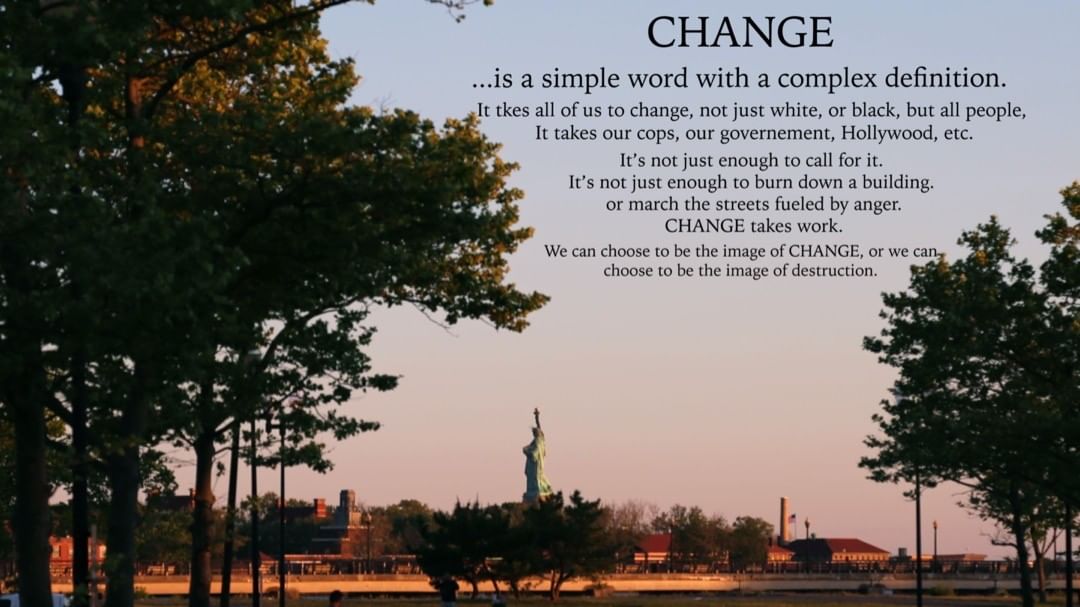 CHANGE
...is a simple word with a complex definition.
It tkes all of us to change, not just white, or black, but all people,
It takes our cops, our governement, Hollywood, etc.
It's not just enough to call for it.
It's not just enough to burn down a building.
or march the streets fueled by anger.
CHANGE takes work.
We can choose to be the image of CHANGE, or we can
choose to be the image of destruction.